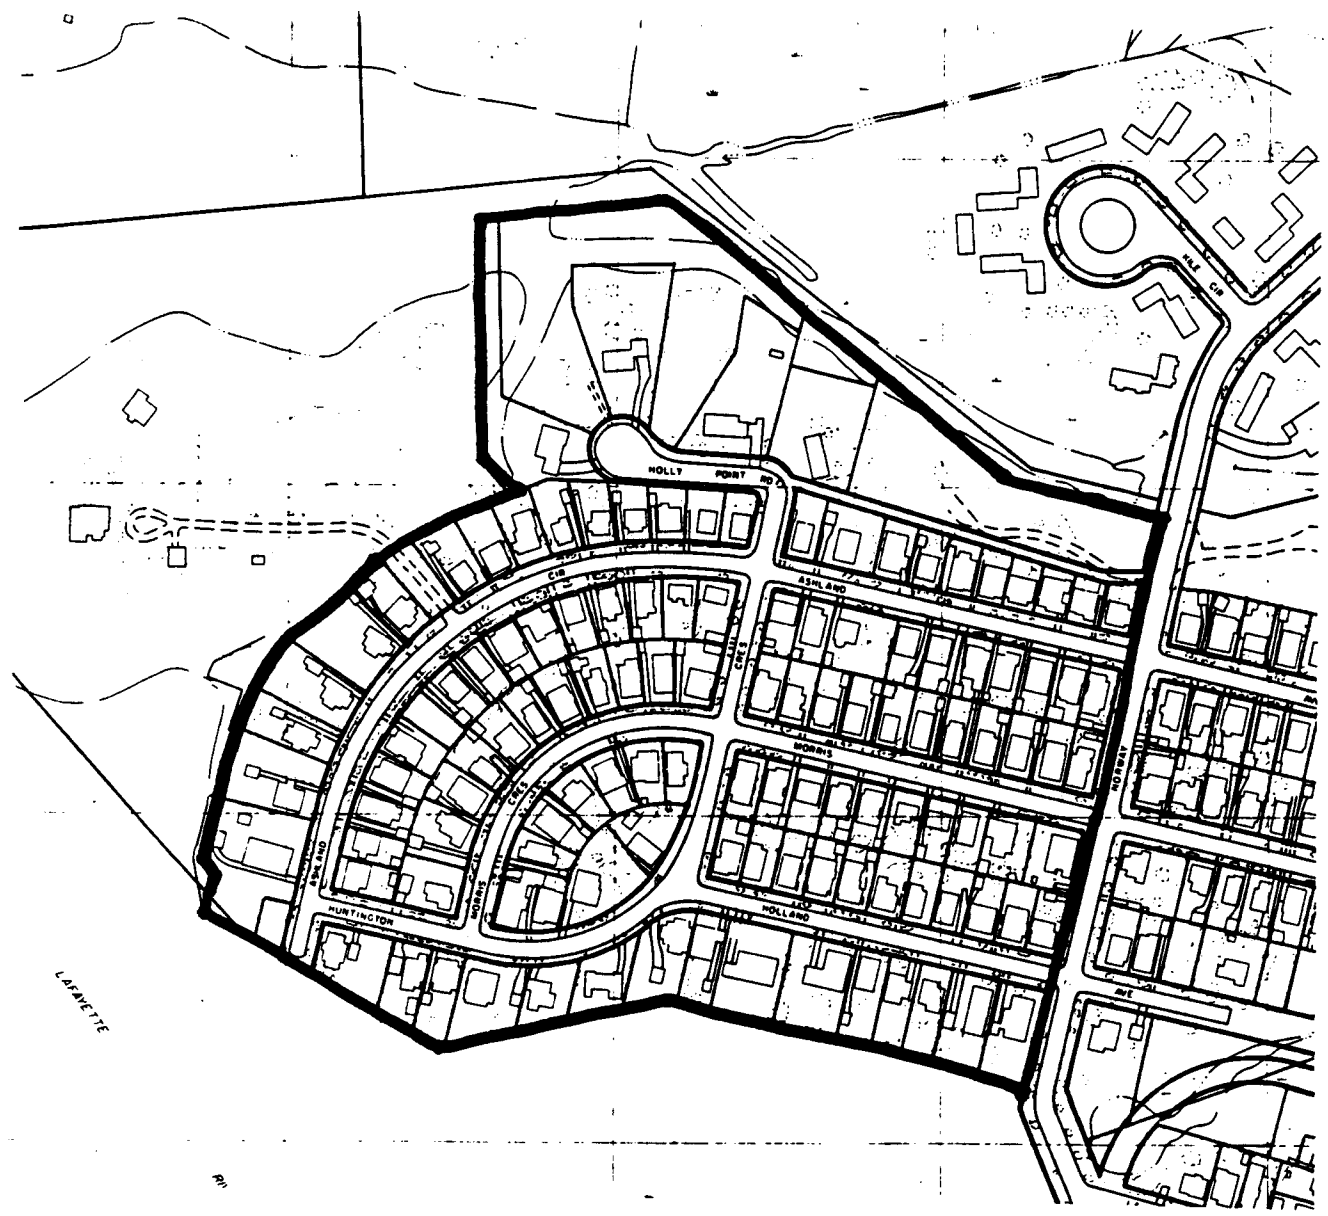 KILE CIR
HOLLY POINT RD
CIR
ASHLAND
CRES
MORRIS
CRES
NORWAY
ASHLAND
MORRIS
HUNTINGTON
HOLLAND
AVE
LAFAYETTE